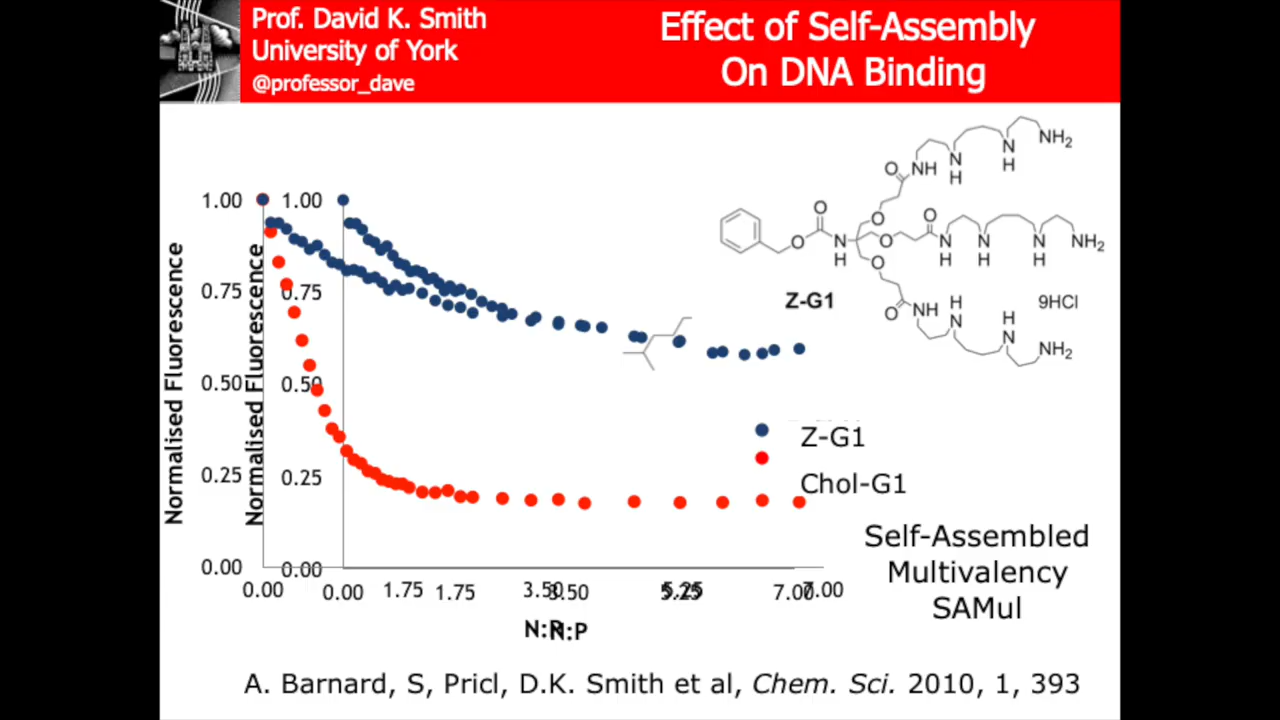 Prof. David K. Smith
University of York
@professor_dave
Effect of Self-Assembly
On DNA Binding
NH2
N
H
N
H
NH
O
O
O
O
NH
O
O
N
H
N
H
N
H
NH2
O
O
NH
H
N
H
N
NH2
Z-G1
9HCl
Normalised Fluorescence
1.00
0.75
0.50
0.25
0.00
Normalised Fluorescence
1.00
0.75
0.50
0.25
0.00
0.00 1.75 3.50 5.25 7.00
0.00 1.75 3.50 5.25 7.00
N:P
N:P
Z-G1
Chol-G1
Self-Assembled
Multivalency
SAMul
A. Barnard, S, Pricl, D.K. Smith et al, Chem. Sci. 2010, 1, 393